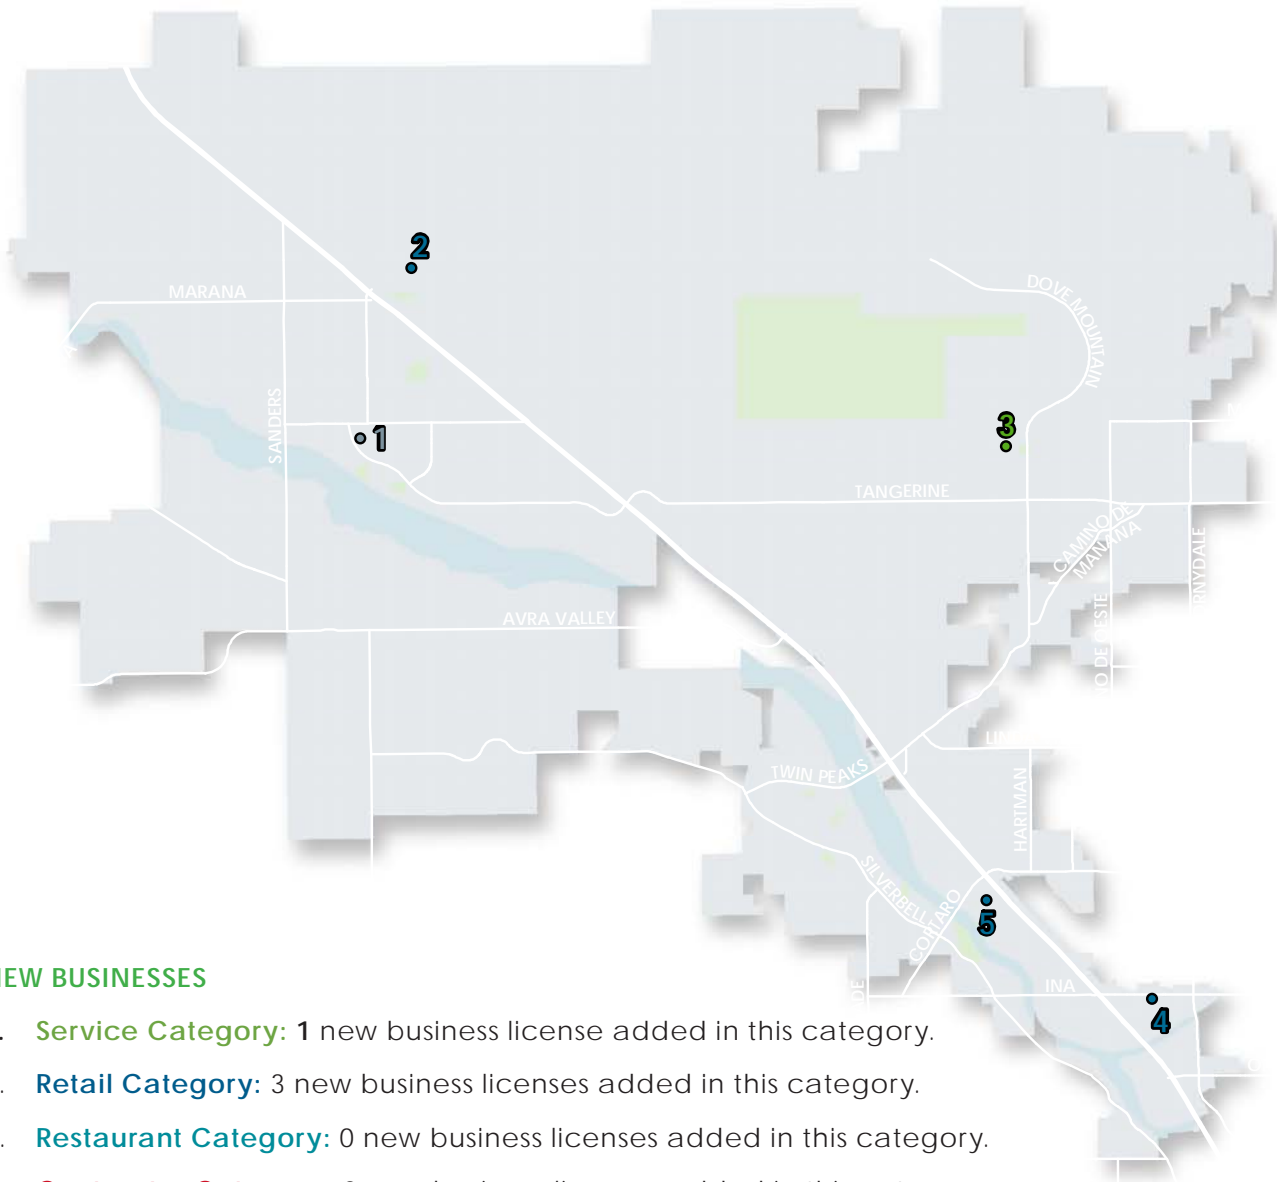 2
MARANA
DOVE MOUNTAIN
SANDERS
1
3
TANGERINE
CAMINO DE
MANANA
AVRA VALLEY
TWIN PEAKS
HARTMAN
SILVERBELL
CORTARO
5
INA
4
NEW BUSINESSES
Service Category: 1 new business license added in this category.
Retail Category: 3 new business licenses added in this category.
Restaurant Category: 0 new business licenses added in this category.